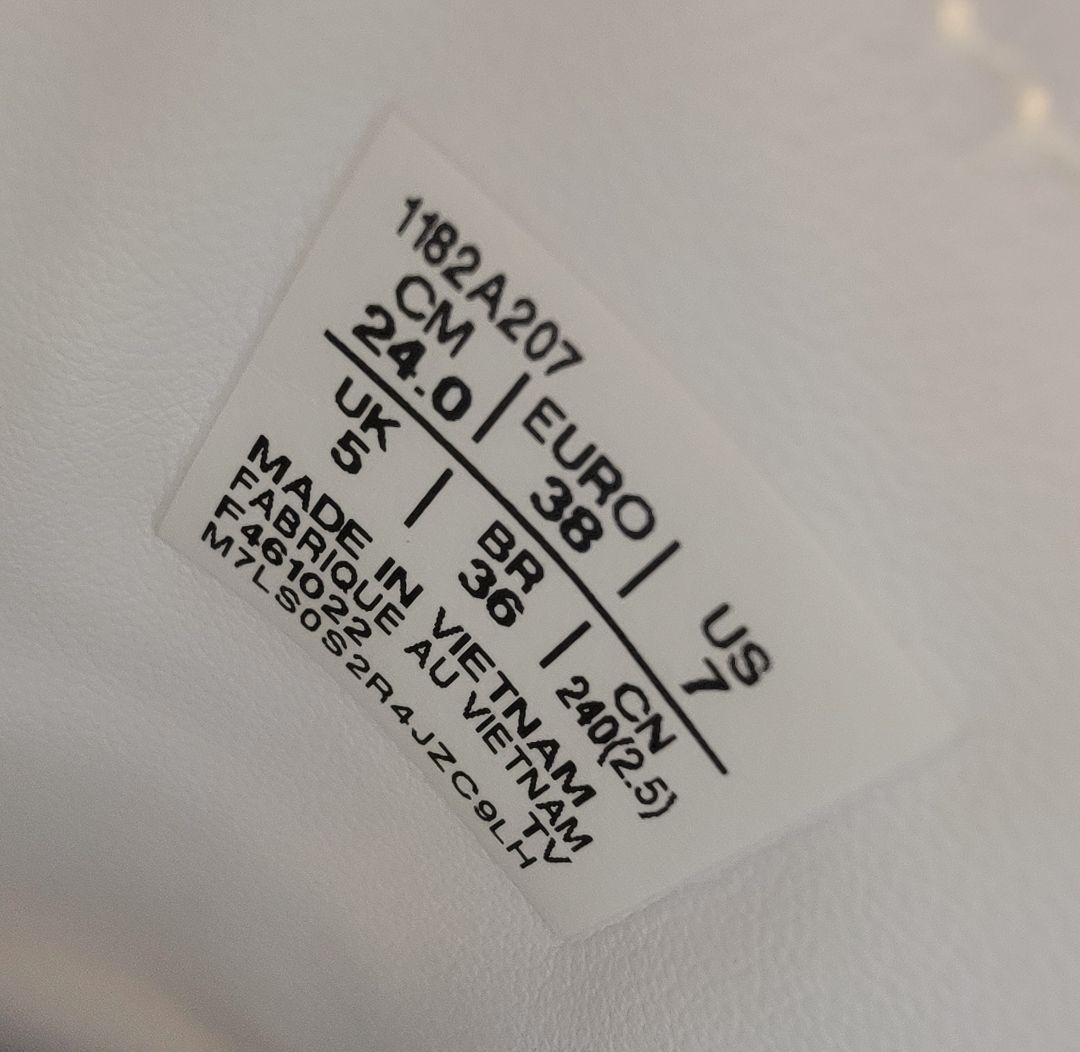 1182A207
CM | EURO | US
24.0 38 7
UK | BR | CN
5 36 240(2.5)
MADE IN VIETNAM
FABRIQUE AU VIETNAM
F461022 TV
M7LS0S2R4JZC9LH